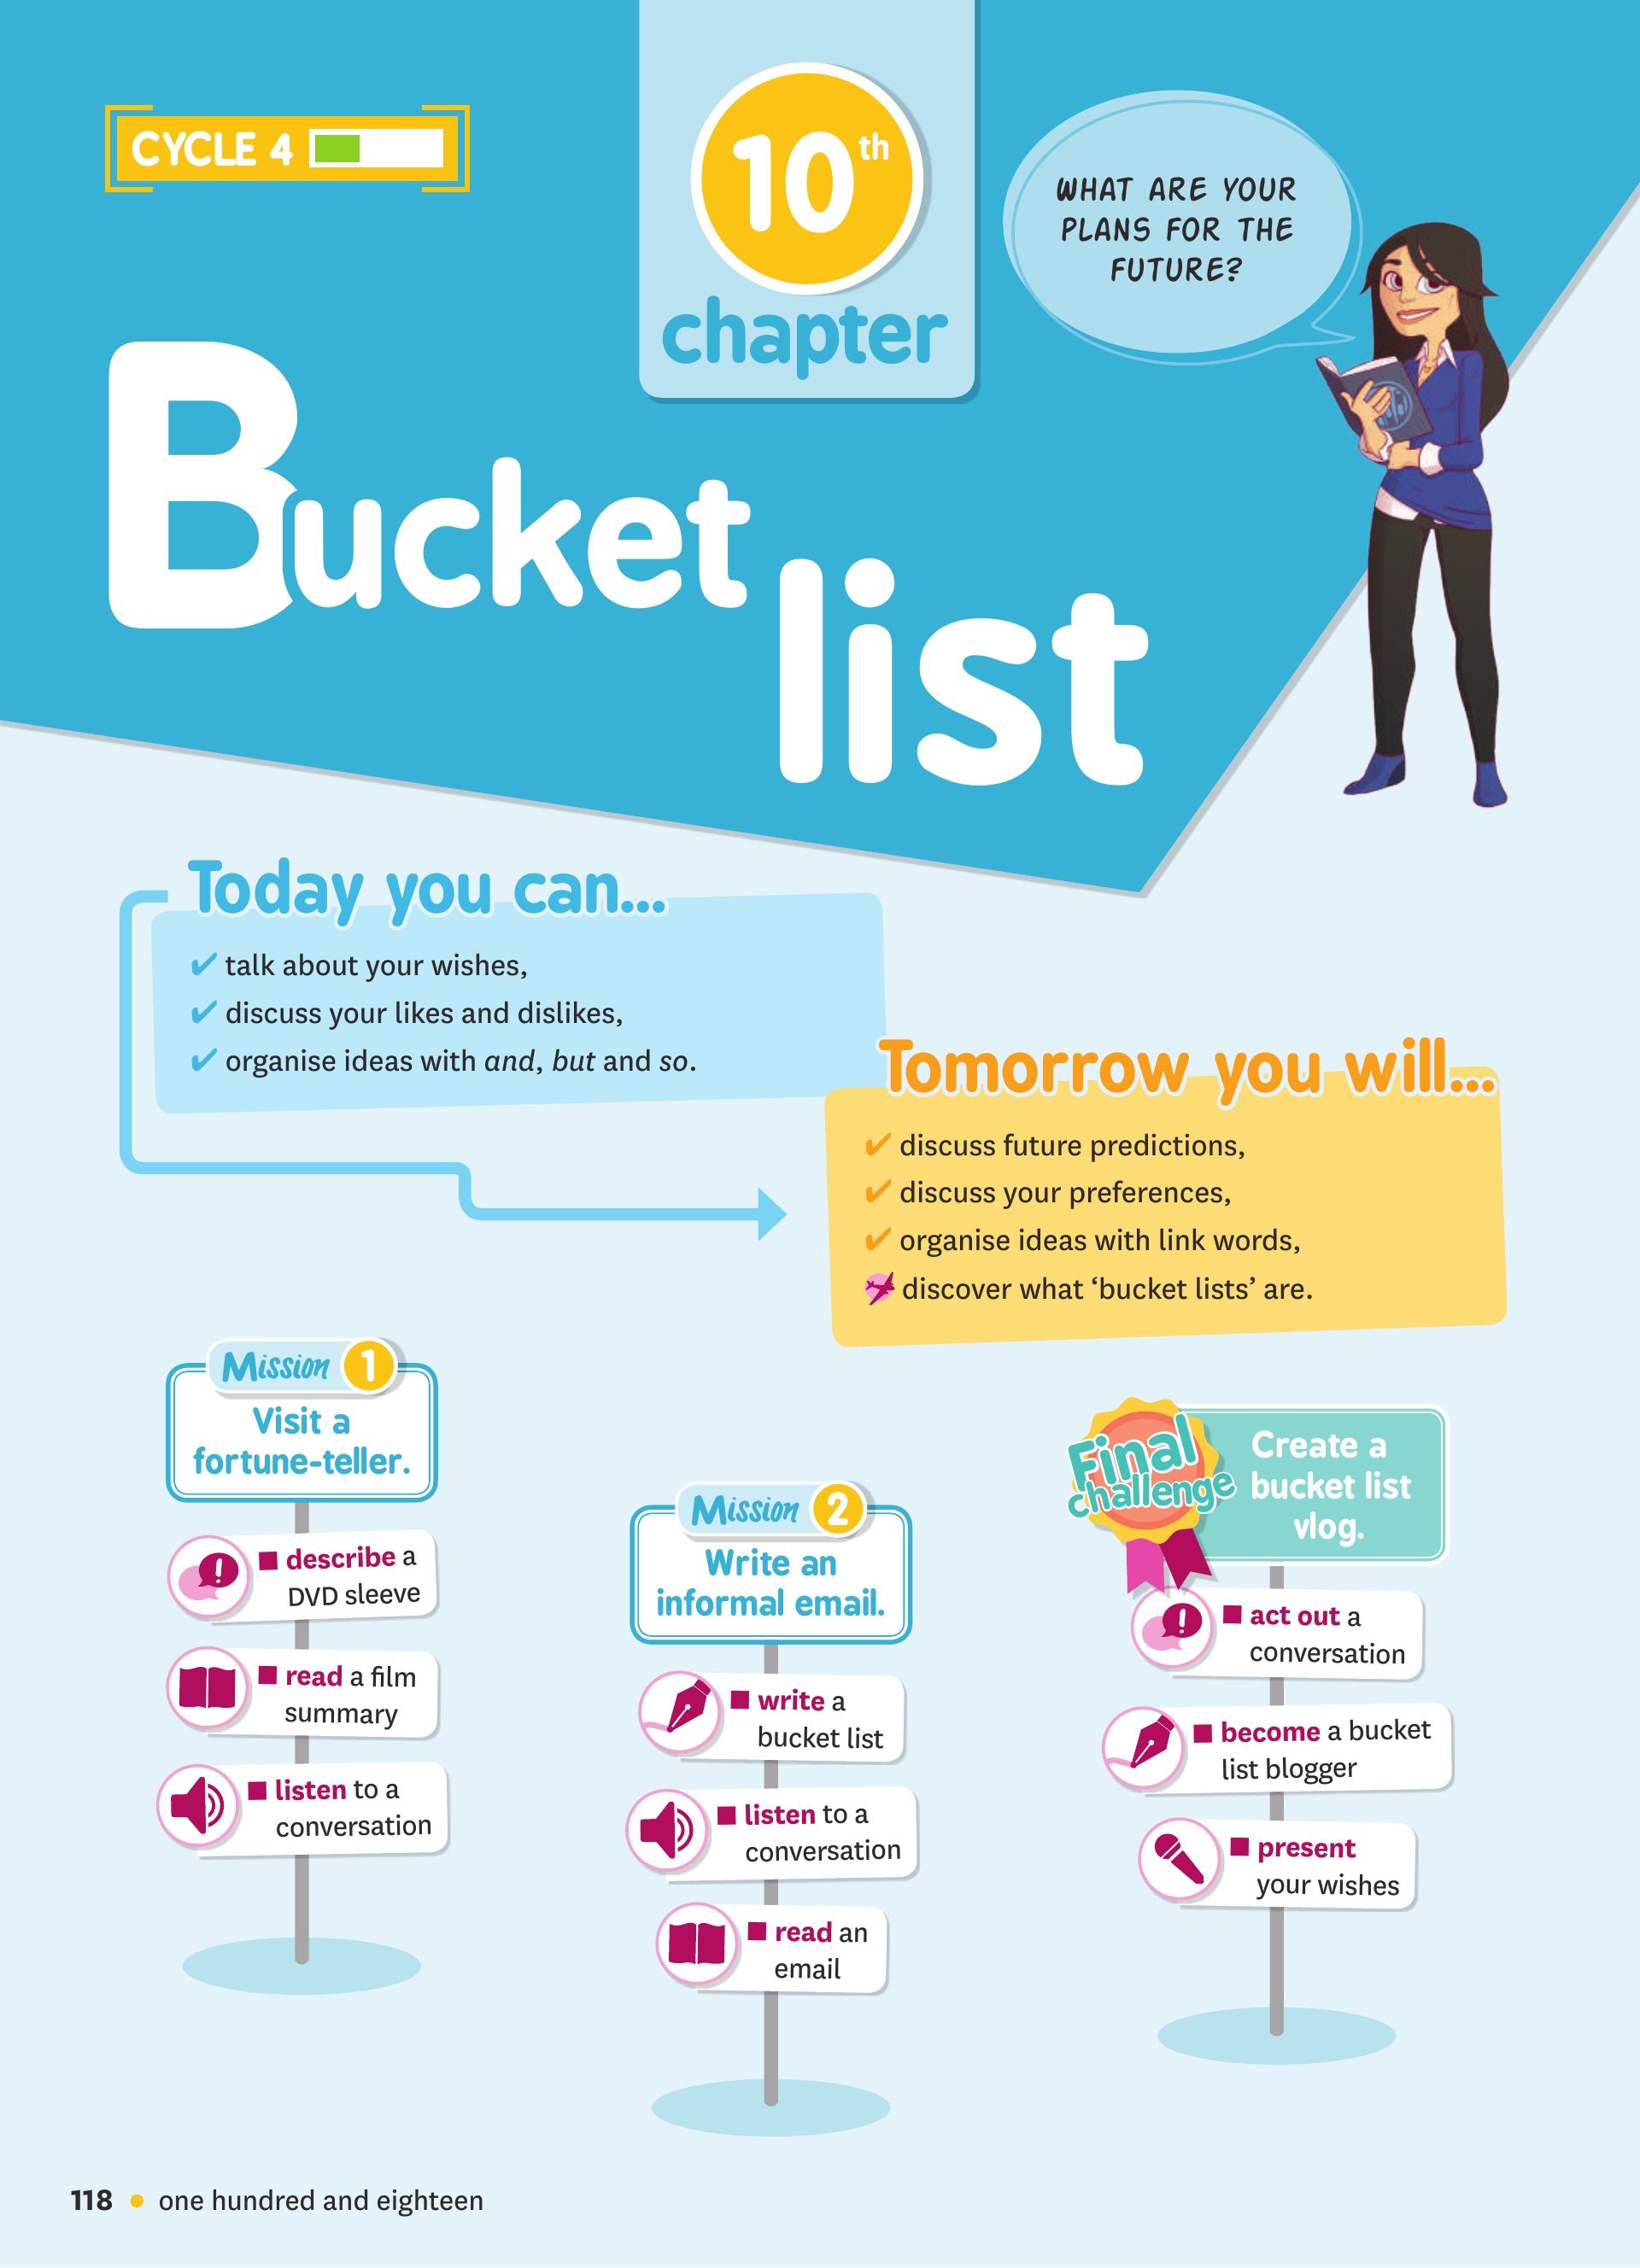 CYCLE 4
10th
chapter
WHAT ARE YOUR
PLANS FOR THE
FUTURE?
Bucket
list
Today you can...
✔ talk about your wishes,
✔ discuss your likes and dislikes,
✔ organise ideas with and, but and so.
Tomorrow you will...
✔ discuss future predictions,
✔ discuss your preferences,
✔ organise ideas with link words,
discover what ‘bucket lists’ are.
Mission 1
Visit a
fortune-teller.
■ describe a
DVD sleeve
■ read a film
summary
■ listen to a
conversation
Mission 2
Write an
informal email.
■ write a
bucket list
■ listen to a
conversation
■ read an
email
Final
challenge
Create a
bucket list
vlog.
■ act out a
conversation
■ become a bucket
list blogger
■ present
your wishes
118 • one hundred and eighteen